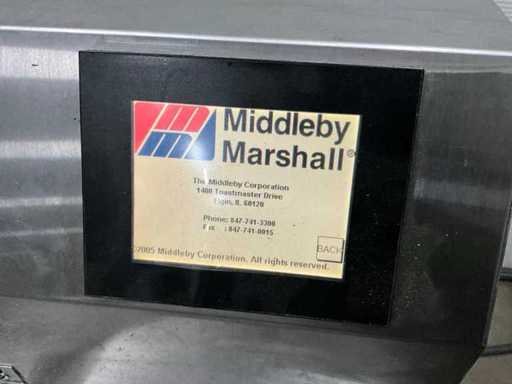 Middleby
Marshall®
The Middleby Corporation
1400 Toastmaster Drive
Elgin, IL 60120
Phone: 847-741-3300
Fax : 847-741-0015
BACK
©2005 Middleby Corporation. All rights reserved.